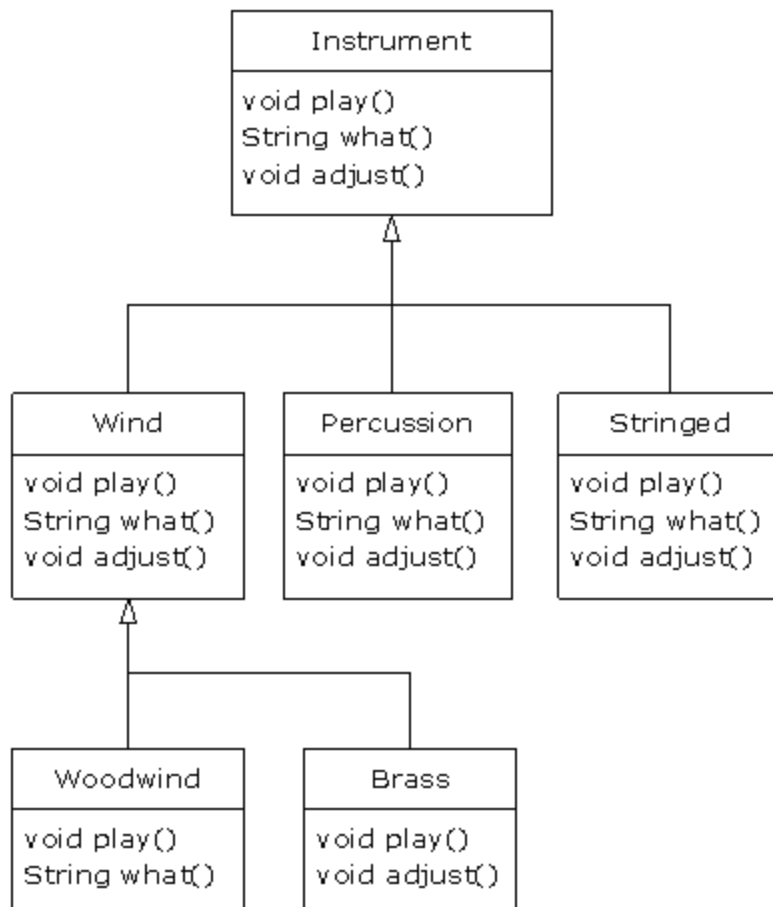 Instrument
void play()
String what()
void adjust()
Wind
void play()
String what()
void adjust()
Percussion
void play()
String what()
void adjust()
Stringed
void play()
String what()
void adjust()
Woodwind
void play()
String what()
Brass
void play()
void adjust()